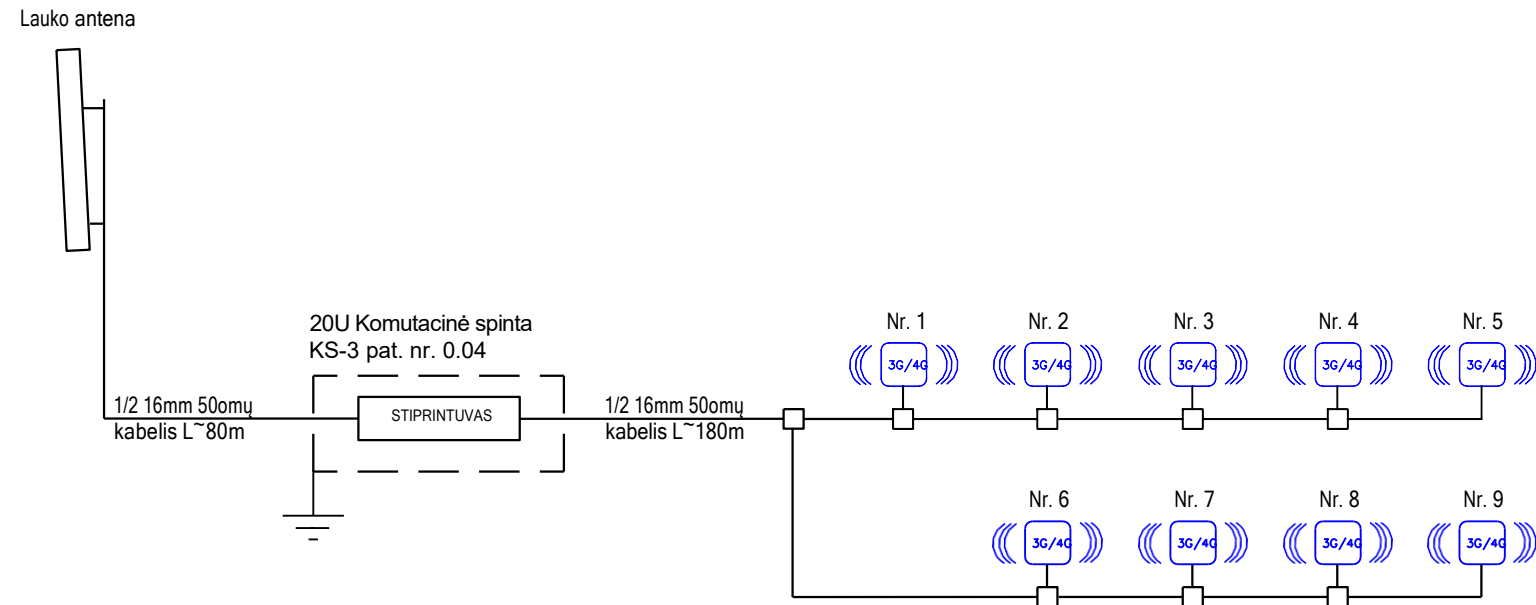 Lauko antena
20U Komutacinė spinta
KS-3 pat. nr. 0.04
1/2 16mm 50omų
kabelis L~80m
STIPRINTUVAS
1/2 16mm 50omų
kabelis L~180m
Nr. 1
Nr. 2
Nr. 3
Nr. 4
Nr. 5
3G/4G
3G/4G
3G/4G
3G/4G
3G/4G
Nr. 6
Nr. 7
Nr. 8
Nr. 9
3G/4G
3G/4G
3G/4G
3G/4G